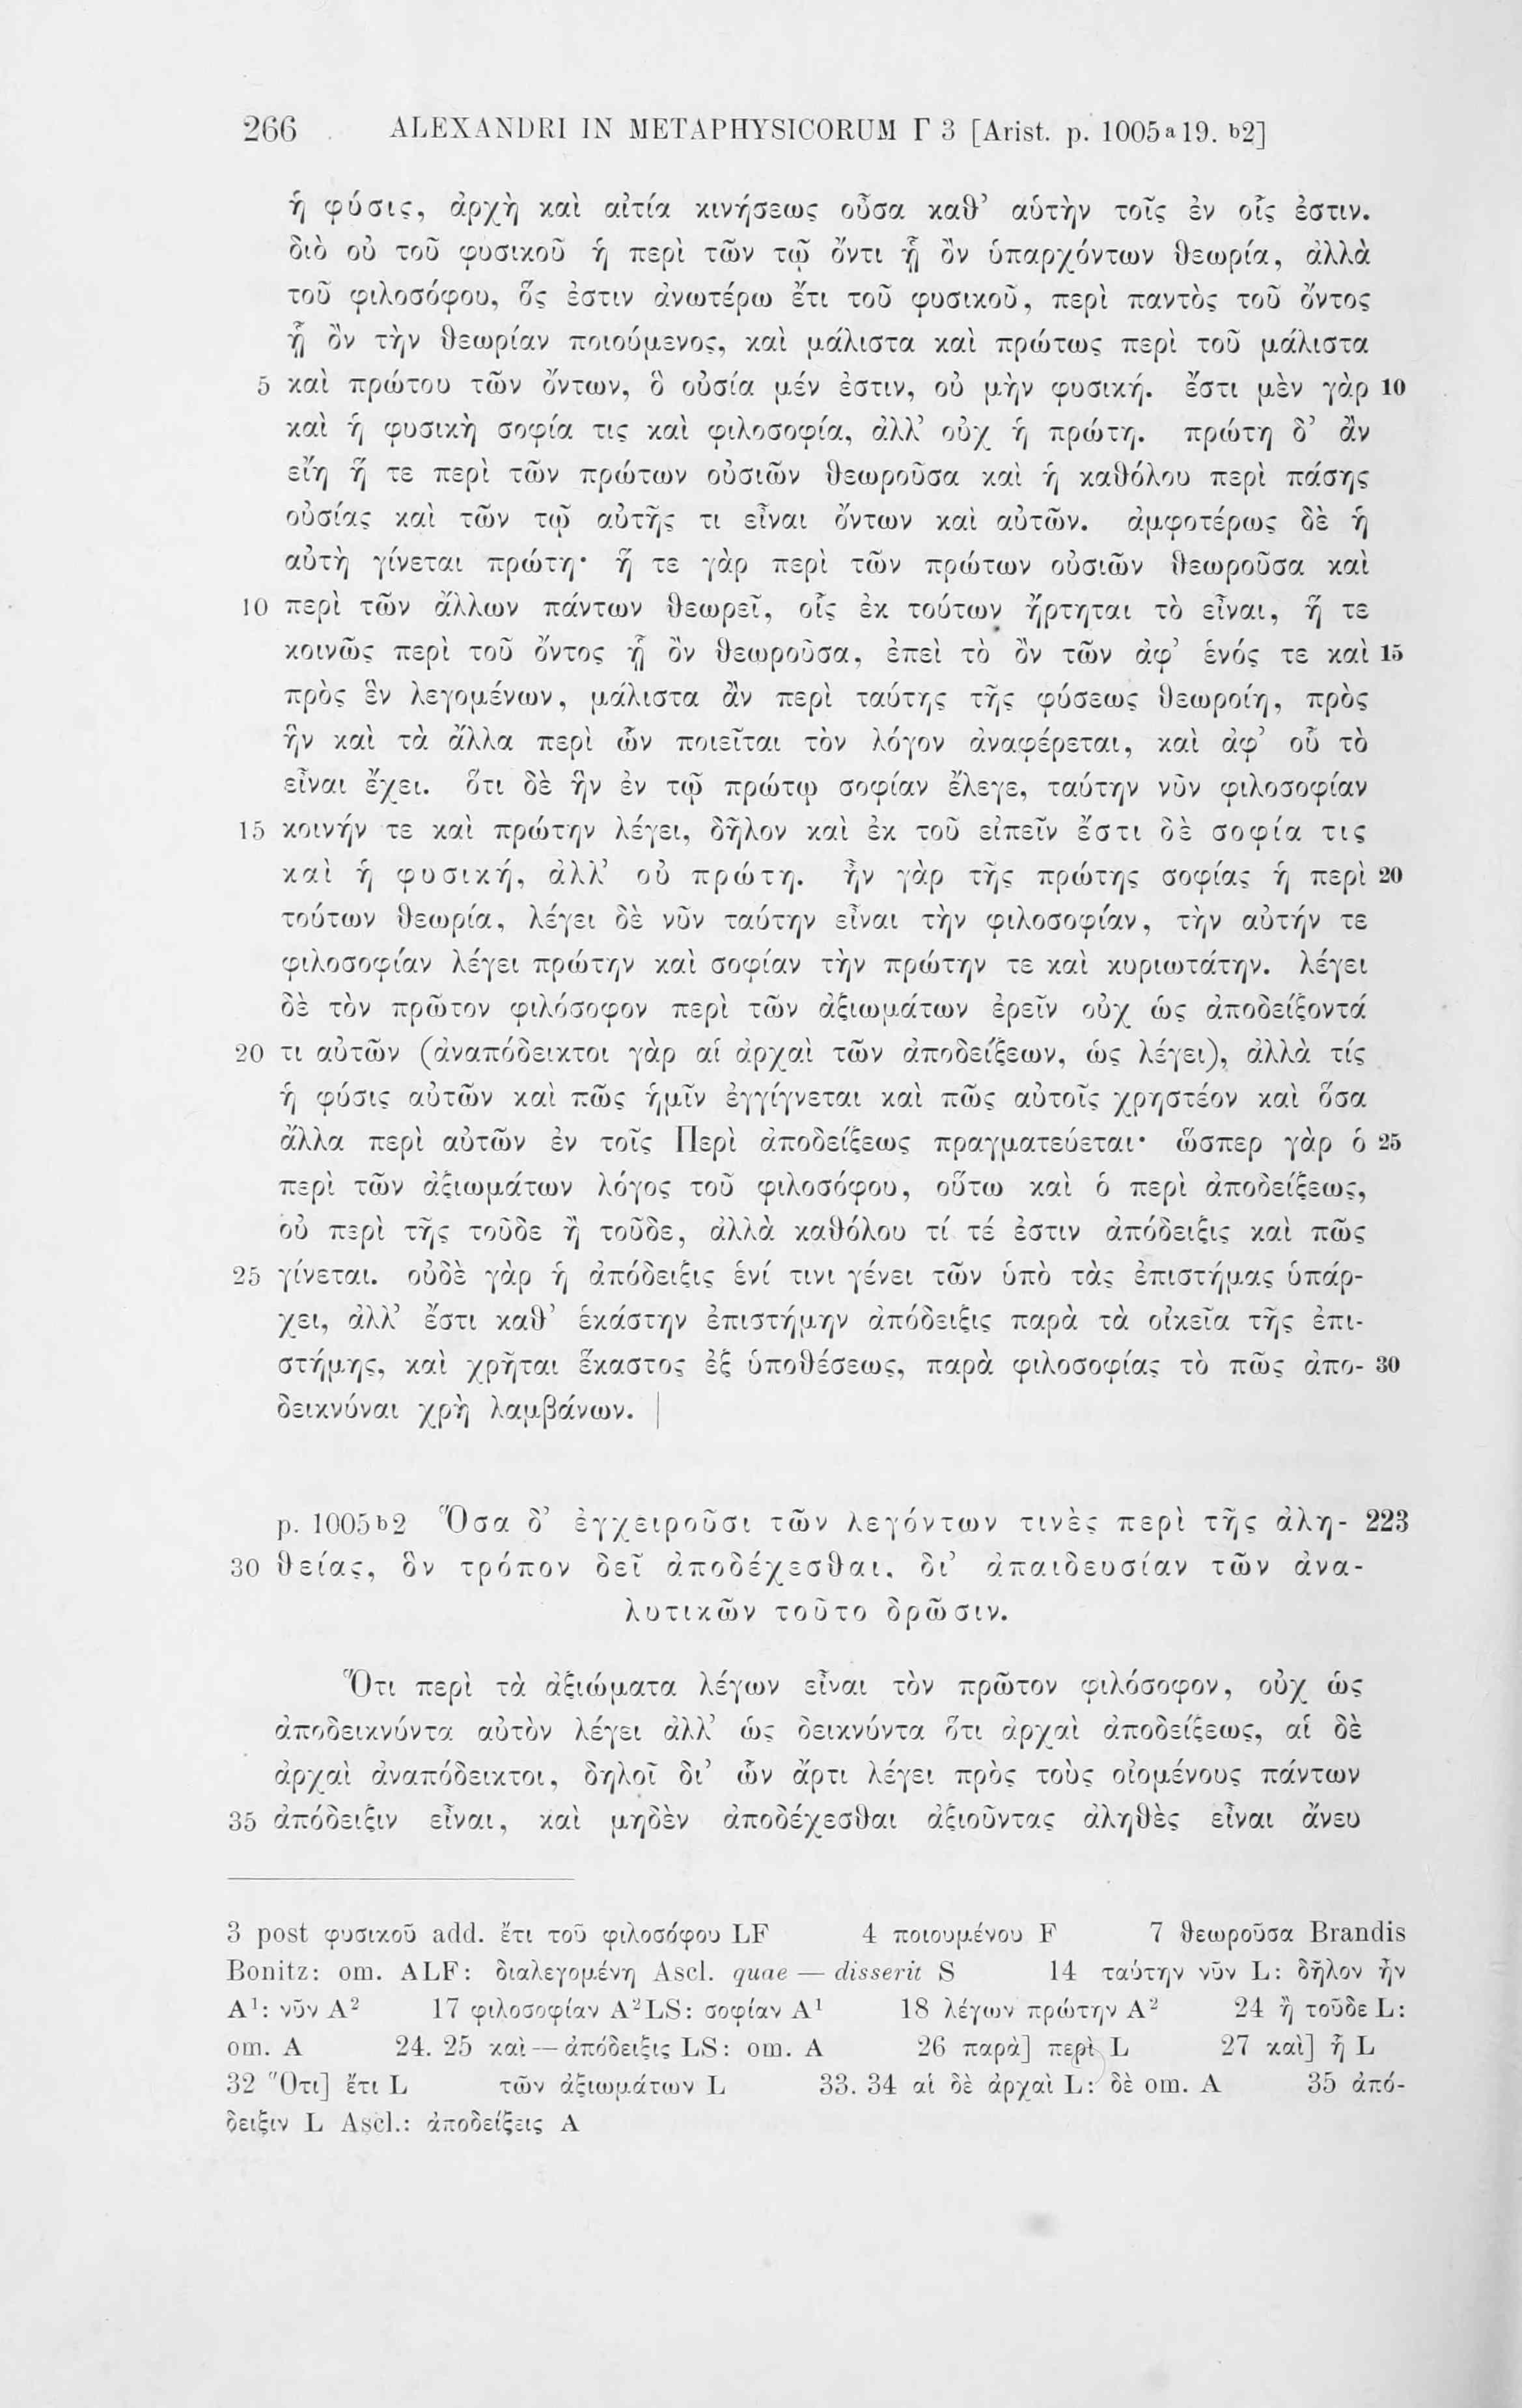 266 ALEXANDRI IN METAPHYSICORUM Γ 3 [Arist. p. 1005a19. b2]
ἡ φύσις, ἀρχὴ καὶ αἰτία κινήσεως οὖσα καθ’ αὑτὴν τοῖς ἐν οἷς ἐστιν.
διὸ οὐ τοῦ φυσικοῦ ἡ περὶ τῶν τῷ ὄντι ᾗ ὂν ὑπαρχόντων θεωρία, ἀλλὰ
τοῦ φιλοσόφου, ὅς ἐστιν ἀνωτέρω ἔτι τοῦ φυσικοῦ, περὶ παντὸς τοῦ ὄντος
ᾗ ὂν τὴν θεωρίαν ποιούμενος, καὶ μάλιστα καὶ πρώτως περὶ τοῦ μάλιστα
5 καὶ πρώτου τῶν ὄντων, ὃ οὐσία μέν ἐστιν, οὐ μὴν φυσική. ἔστι μὲν γὰρ 10
καὶ ἡ φυσικὴ σοφία τις καὶ φιλοσοφία, ἀλλ’ οὐχ ἡ πρώτη. πρώτη δ’ ἂν
εἴη ἥ τε περὶ τῶν πρώτων οὐσιῶν θεωροῦσα καὶ ἡ καθόλου περὶ πάσης
οὐσίας καὶ τῶν τῷ αὐτῆς τι εἶναι ὄντων καὶ αὐτῶν. ἀμφοτέρως δὲ ἡ
αὐτὴ γίνεται πρώτη· ἥ τε γὰρ περὶ τῶν πρώτων οὐσιῶν θεωροῦσα καὶ
10 περὶ τῶν ἄλλων πάντων θεωρεῖ, οἷς ἐκ τούτων ἤρτηται τὸ εἶναι, ἥ τε
κοινῶς περὶ τοῦ ὄντος ᾗ ὂν θεωροῦσα, ἐπεὶ τὸ ὂν τῶν ἀφ’ ἑνός τε καὶ 15
πρὸς ἓν λεγομένων, μάλιστα ἂν περὶ ταύτης τῆς φύσεως θεωροίη, πρὸς
ἣν καὶ τὰ ἄλλα περὶ ὧν ποιεῖται τὸν λόγον ἀναφέρεται, καὶ ἀφ’ οὗ τὸ
εἶναι ἔχει. ὅτι δὲ ἣν ἐν τῷ πρώτῳ σοφίαν ἔλεγε, ταύτην νῦν φιλοσοφίαν
15 κοινήν τε καὶ πρώτην λέγει, δῆλον καὶ ἐκ τοῦ εἰπεῖν ἔστι δὲ σοφία τις
καὶ ἡ φυσική, ἀλλ’ οὐ πρώτη. ἦν γὰρ τῆς πρώτης σοφίας ἡ περὶ 20
τούτων θεωρία, λέγει δὲ νῦν ταύτην εἶναι τὴν φιλοσοφίαν, τὴν αὐτήν τε
φιλοσοφίαν λέγει πρώτην καὶ σοφίαν τὴν πρώτην τε καὶ κυριωτάτην. λέγει
δὲ τὸν πρῶτον φιλόσοφον περὶ τῶν ἀξιωμάτων ἐρεῖν οὐχ ὡς ἀποδείξοντά
20 τι αὐτῶν (ἀναπόδεικτοι γὰρ αἱ ἀρχαὶ τῶν ἀποδείξεων, ὡς λέγει), ἀλλὰ τίς
ἡ φύσις αὐτῶν καὶ πῶς ἡμῖν ἐγγίγνεται καὶ πῶς αὐτοῖς χρηστέον καὶ ὅσα
ἄλλα περὶ αὐτῶν ἐν τοῖς Περὶ ἀποδείξεως πραγματεύεται· ὥσπερ γὰρ ὁ 25
περὶ τῶν ἀξιωμάτων λόγος τοῦ φιλοσόφου, οὕτω καὶ ὁ περὶ ἀποδείξεως,
οὐ περὶ τῆς τοῦδε ἢ τοῦδε, ἀλλὰ καθόλου τί τέ ἐστιν ἀπόδειξις καὶ πῶς
25 γίνεται. οὐδὲ γὰρ ἡ ἀπόδειξις ἑνί τινι γένει τῶν ὑπὸ τὰς ἐπιστήμας ὑπάρ-
χει, ἀλλ’ ἔστι καθ’ ἑκάστην ἐπιστήμην ἀπόδειξις παρὰ τὰ οἰκεῖα τῆς ἐπι-
στήμης, καὶ χρῆται ἕκαστος ἐξ ὑποθέσεως, παρὰ φιλοσοφίας τὸ πῶς ἀπο- 30
δεικνύναι χρὴ λαμβάνων. |
p. 1005b2 Ὅσα δ’ ἐγχειροῦσι τῶν λεγόντων τινὲς περὶ τῆς ἀλη- 223
30 θείας, ὃν τρόπον δεῖ ἀποδέχεσθαι, δι’ ἀπαιδευσίαν τῶν ἀνα-
λυτικῶν τοῦτο δρῶσιν.
Ὅτι περὶ τὰ ἀξιώματα λέγων εἶναι τὸν πρῶτον φιλόσοφον, οὐχ ὡς
ἀποδεικνύντα αὐτὸν λέγει ἀλλ’ ὡς δεικνύντα ὅτι ἀρχαὶ ἀποδείξεως, αἱ δὲ
ἀρχαὶ ἀναπόδεικτοι, δηλοῖ δι’ ὧν ἄρτι λέγει πρὸς τοὺς οἰομένους πάντων
35 ἀπόδειξιν εἶναι, καὶ μηδὲν ἀποδέχεσθαι ἀξιοῦντας ἀληθὲς εἶναι ἄνευ
3 post φυσικοῦ add. ἔτι τοῦ φιλοσόφου LF 4 ποιουμένου F 7 θεωροῦσα Brandis
Bonitz: om. ALF: διαλεγομένη Ascl. quae — disserit S 14 ταύτην νῦν L: δῆλον ἦν
A¹: νῦν A² 17 φιλοσοφίαν A²LS: σοφίαν A¹ 18 λέγων πρώτην A² 24 ἢ τοῦδε L:
om. A 24. 25 καὶ — ἀπόδειξις LS: om. A 26 παρὰ] περὶ L 27 καὶ] ᾗ L
32 Ὅτι] ἔτι L τῶν ἀξιωμάτων L 33. 34 αἱ δὲ ἀρχαὶ L: δὲ om. A 35 ἀπό-
δειξιν L Ascl.: ἀποδείξεις A